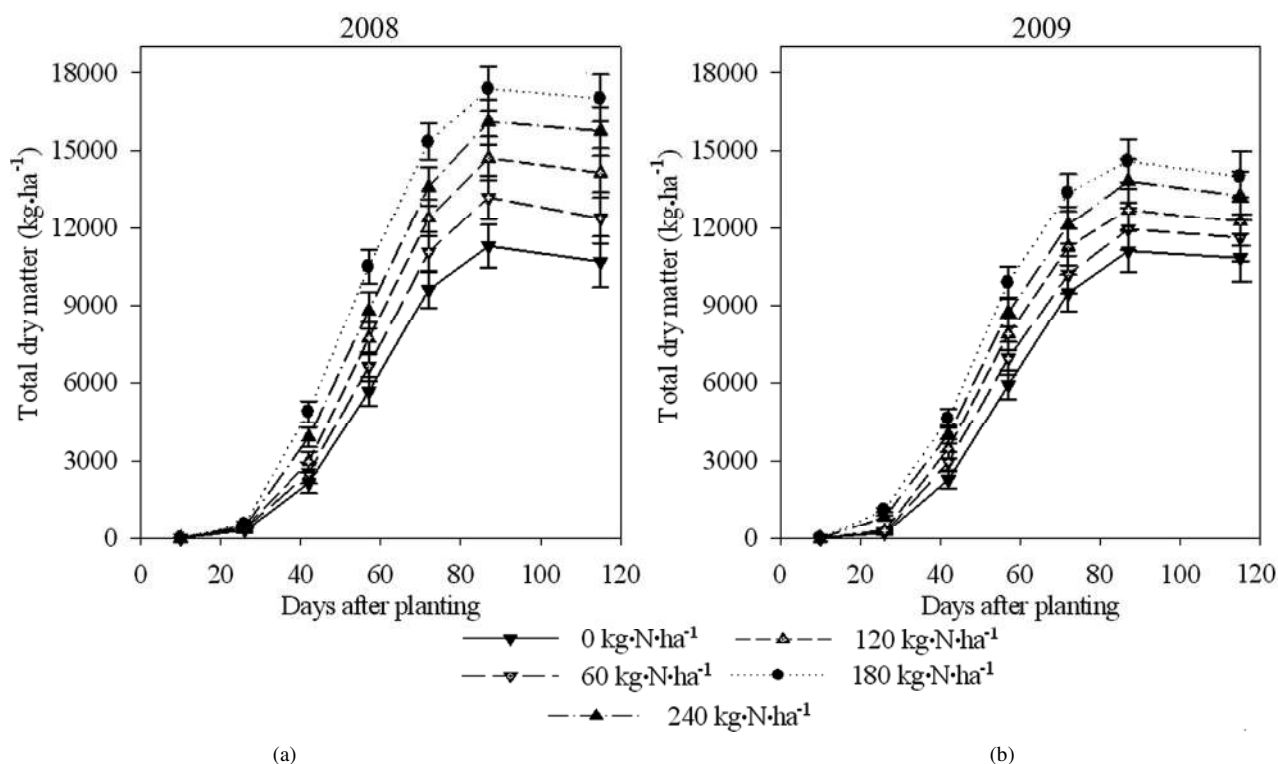 2008
2009
18000
15000
12000
9000
6000
3000
0
Total dry matter (kg•ha⁻¹)
0 20 40 60 80 100 120
Days after planting
18000
15000
12000
9000
6000
3000
0
Total dry matter (kg•ha⁻¹)
0 20 40 60 80 100 120
Days after planting
0 kg•N•ha⁻¹
120 kg•N•ha⁻¹
60 kg•N•ha⁻¹
180 kg•N•ha⁻¹
240 kg•N•ha⁻¹
(a)
(b)